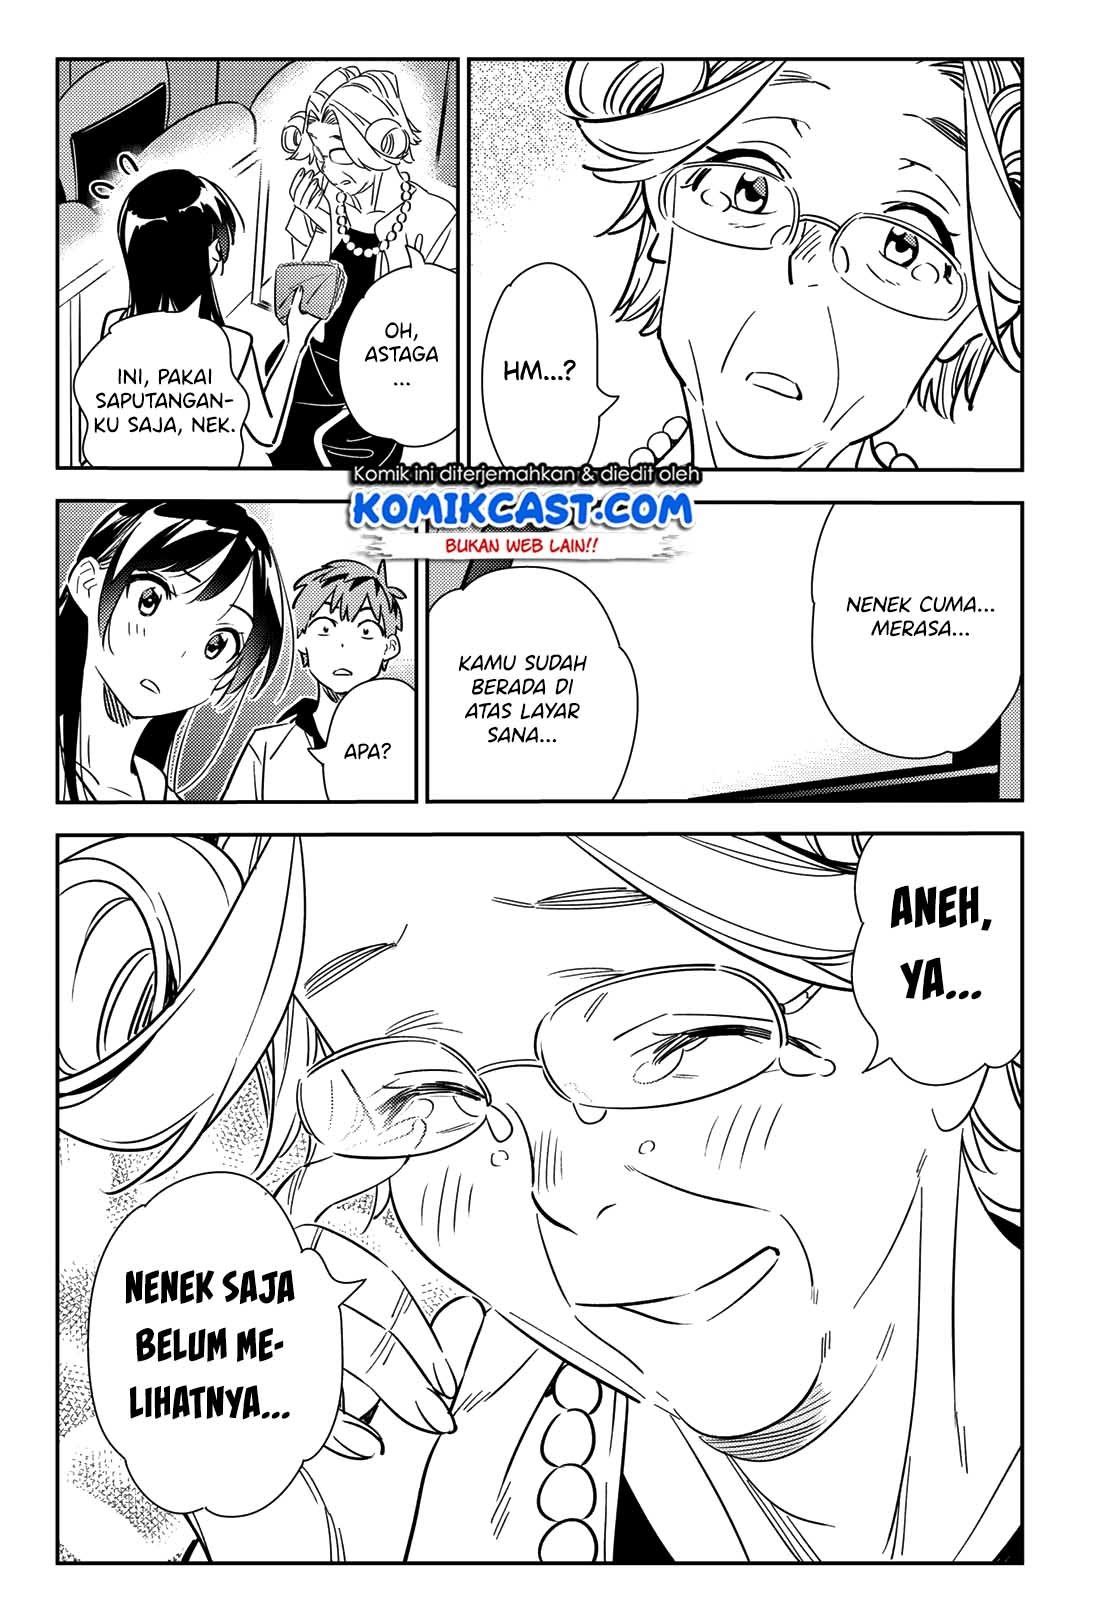 HM...?
OH,
ASTAGA
...
INI, PAKAI
SAPUTANGAN-
KU SAJA, NEK.
Komik ini diterjemahkan & diedit oleh
KOMIKCAST.COM
BUKAN WEB LAIN!!
NENEK CUMA...
MERASA...
KAMU SUDAH
BERADA DI
ATAS LAYAR
SANA...
APA?
ANEH,
YA...
NENEK SAJA
BELUM ME-
LIHATNYA...